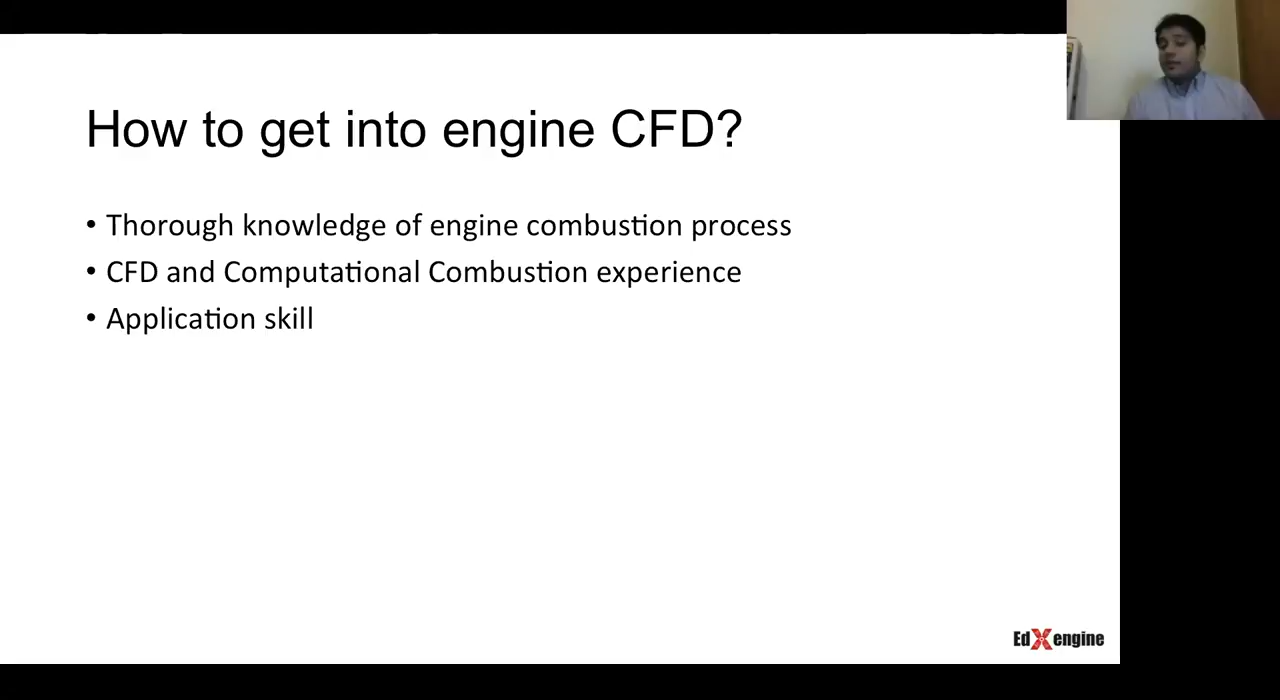 How to get into engine CFD?
• Thorough knowledge of engine combustion process
• CFD and Computational Combustion experience
• Application skill
EdXengine